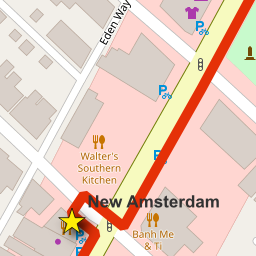 Eden Way
P
P
P
Walter's
Southern
Kitchen
New Amsterdam
P
Banh Me
& Ti